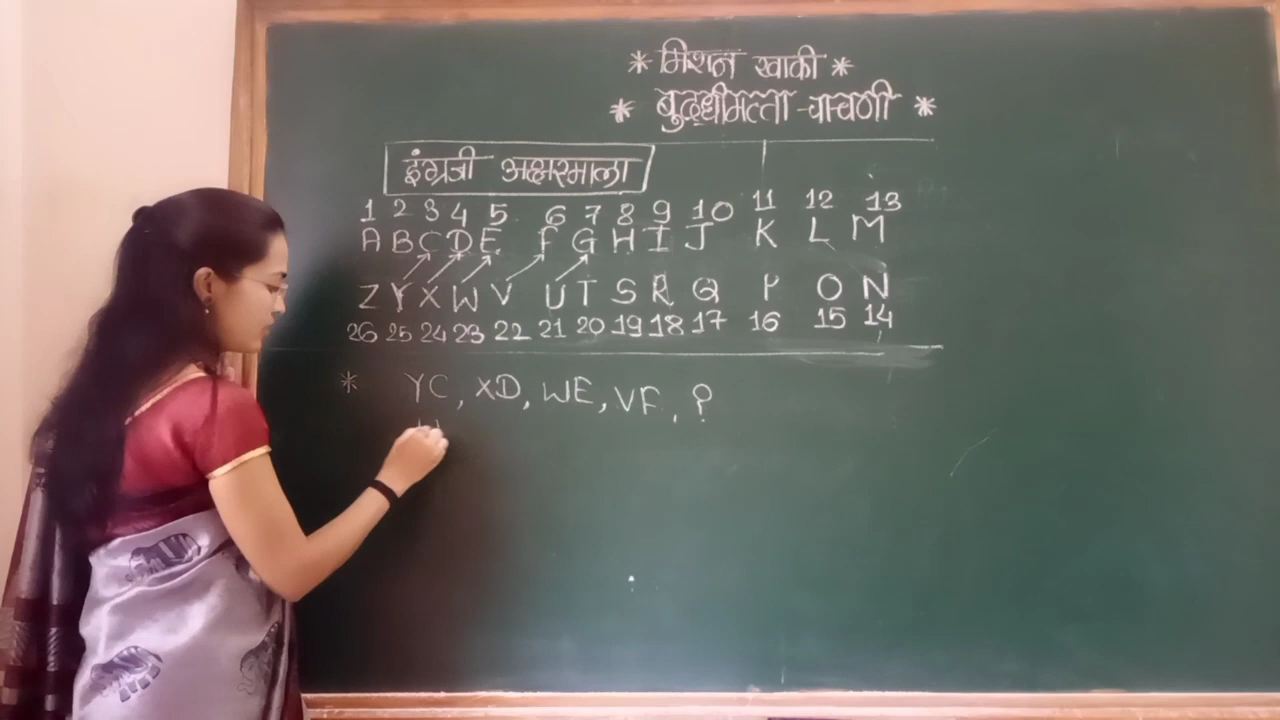 * मिशन खाकी *
* बुद्धीमत्ता चाचणी *
इंग्रजी अक्षरमाला
1 2 3 4 5 6 7 8 9 10 11 12 13
A B C D E F G H I J K L M
Z Y X W V U T S R Q P O N
26 25 24 23 22 21 20 19 18 17 16 15 14
* YC, XD, WE, VF, ?